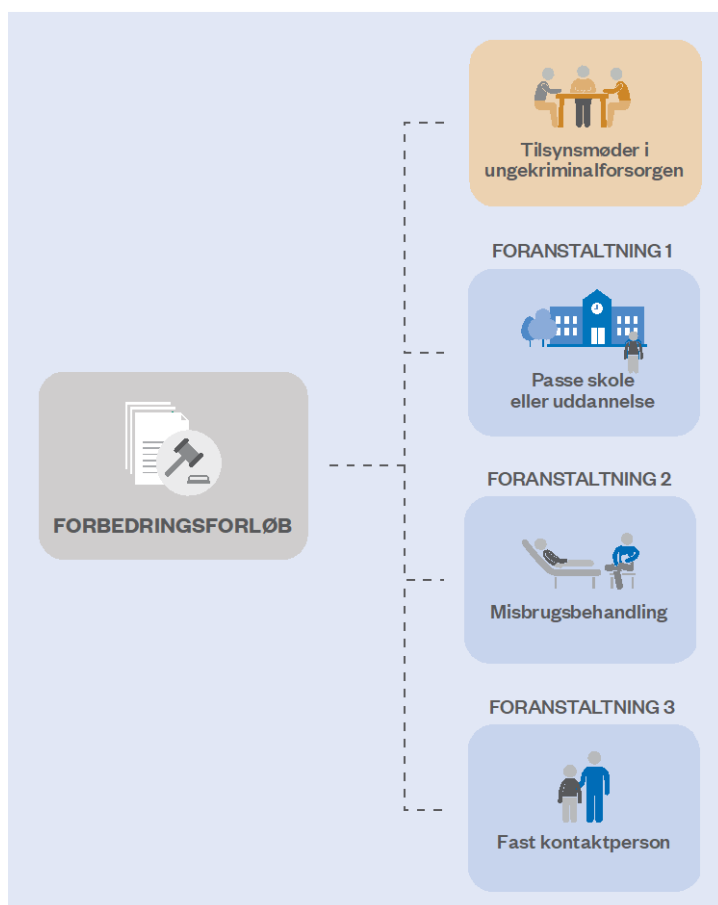 Tilsynsmøder i
ungekriminalforsorgen
FORANSTALTNING 1
Passe skole
eller uddannelse
FORBEDRINGSFORLØB
FORANSTALTNING 2
Misbrugsbehandling
FORANSTALTNING 3
Fast kontaktperson